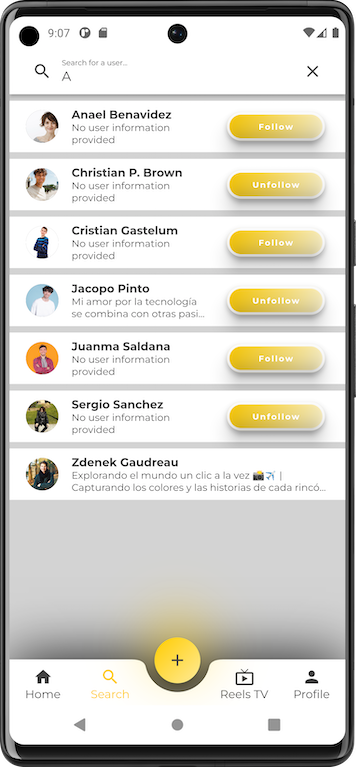 9:07
Search for a user...
A
Anael Benavidez
No user information
provided
Follow
Christian P. Brown
No user information
provided
Unfollow
Cristian Gastelum
No user information
provided
Follow
Jacopo Pinto
Mi amor por la tecnología
se combina con otras pasi...
Unfollow
Juanma Saldana
No user information
provided
Follow
Sergio Sanchez
No user information
provided
Unfollow
Zdenek Gaudreau
Explorando el mundo un clic a la vez 📸✈️ |
Capturando los colores y las historias de cada rincó...
Home
Search
Reels TV
Profile